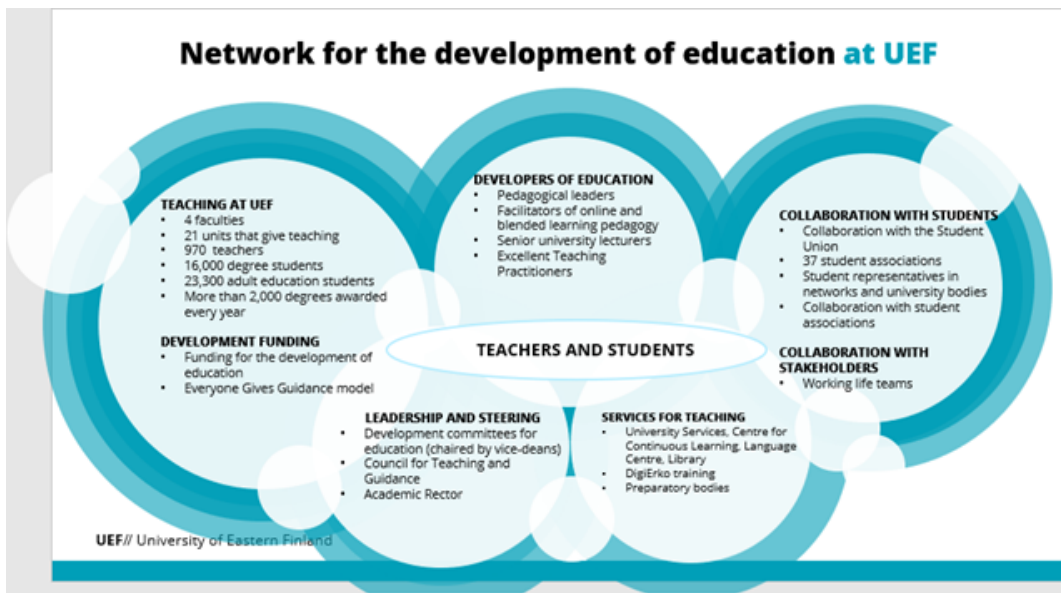 Network for the development of education at UEF
TEACHING AT UEF
• 4 faculties
• 21 units that give teaching
• 970 teachers
• 16,000 degree students
• 23,300 adult education students
• More than 2,000 degrees awarded
every year
DEVELOPMENT FUNDING
• Funding for the development of
education
• Everyone Gives Guidance model
DEVELOPERS OF EDUCATION
• Pedagogical leaders
• Facilitators of online and
blended learning pedagogy
• Senior university lecturers
• Excellent Teaching
Practitioners
COLLABORATION WITH STUDENTS
• Collaboration with the Student
Union
• 37 student associations
• Student representatives in
networks and university bodies
• Collaboration with student
associations
COLLABORATION WITH
STAKEHOLDERS
• Working life teams
TEACHERS AND STUDENTS
LEADERSHIP AND STEERING
• Development committees for
education (chaired by vice-deans)
• Council for Teaching and
Guidance
• Academic Rector
SERVICES FOR TEACHING
• University Services, Centre for
Continuous Learning, Language
Centre, Library
• DigiErko training
• Preparatory bodies
UEF// University of Eastern Finland